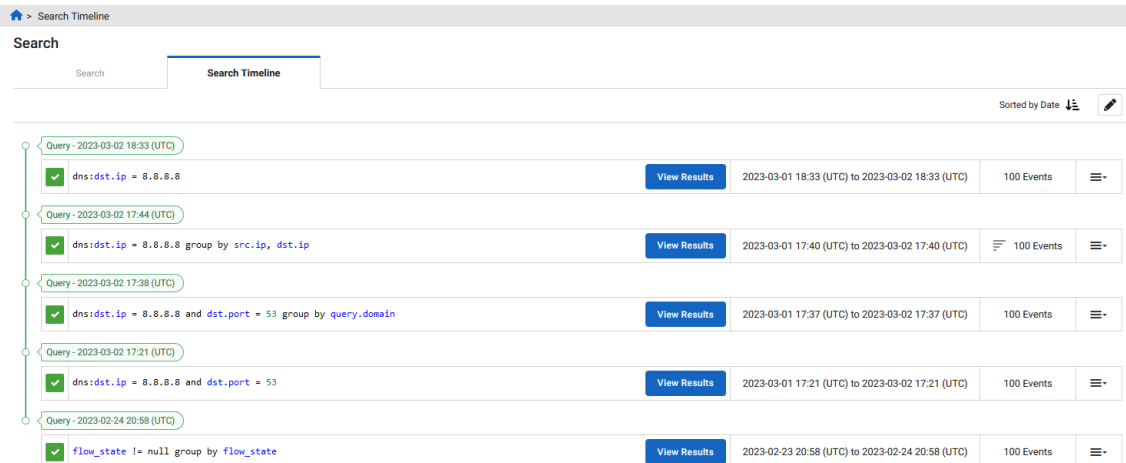 > Search Timeline
Search
Search Search Timeline
Sorted by Date
Query - 2023-03-02 18:33 (UTC)
dns:dst.ip = 8.8.8.8 View Results 2023-03-01 18:33 (UTC) to 2023-03-02 18:33 (UTC) 100 Events
Query - 2023-03-02 17:44 (UTC)
dns:dst.ip = 8.8.8.8 group by src.ip, dst.ip View Results 2023-03-01 17:40 (UTC) to 2023-03-02 17:40 (UTC) 100 Events
Query - 2023-03-02 17:38 (UTC)
dns:dst.ip = 8.8.8.8 and dst.port = 53 group by query.domain View Results 2023-03-01 17:37 (UTC) to 2023-03-02 17:37 (UTC) 100 Events
Query - 2023-03-02 17:21 (UTC)
dns:dst.ip = 8.8.8.8 and dst.port = 53 View Results 2023-03-01 17:21 (UTC) to 2023-03-02 17:21 (UTC) 100 Events
Query - 2023-02-24 20:58 (UTC)
flow_state != null group by flow_state View Results 2023-02-23 20:58 (UTC) to 2023-02-24 20:58 (UTC) 100 Events